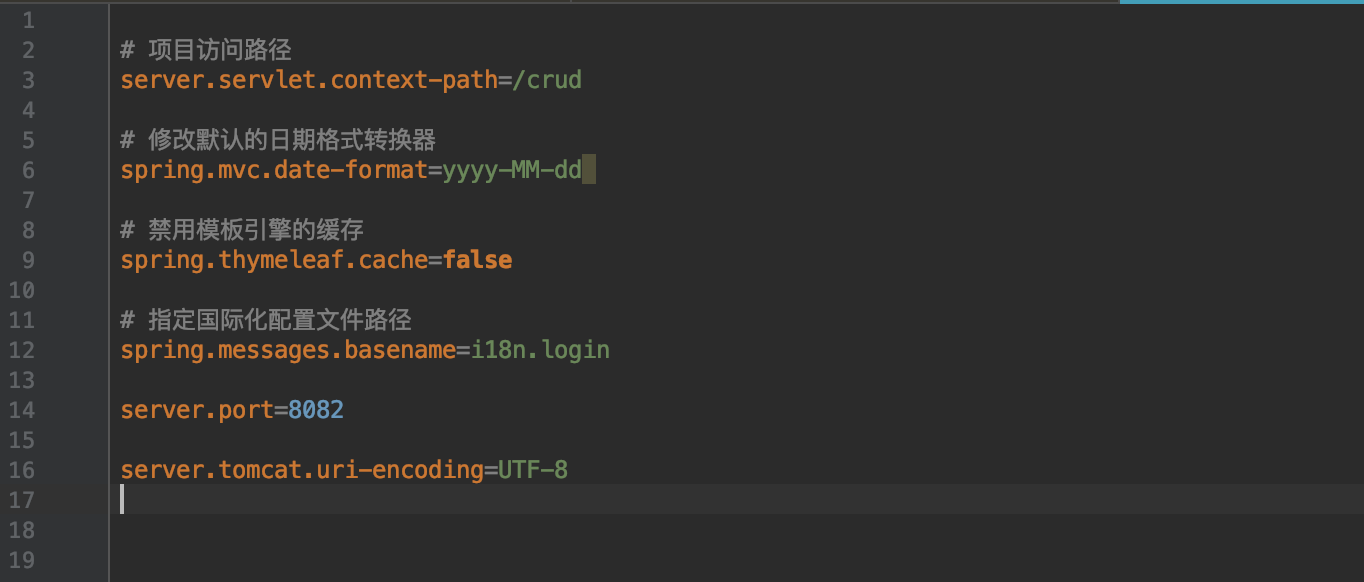 1
2 # 项目访问路径
3 server.servlet.context-path=/crud
4
5 # 修改默认的日期格式转换器
6 spring.mvc.date-format=yyyy-MM-dd
7
8 # 禁用模板引擎的缓存
9 spring.thymeleaf.cache=false
10
11 # 指定国际化配置文件路径
12 spring.messages.basename=i18n.login
13
14 server.port=8082
15
16 server.tomcat.uri-encoding=UTF-8
17
18
19